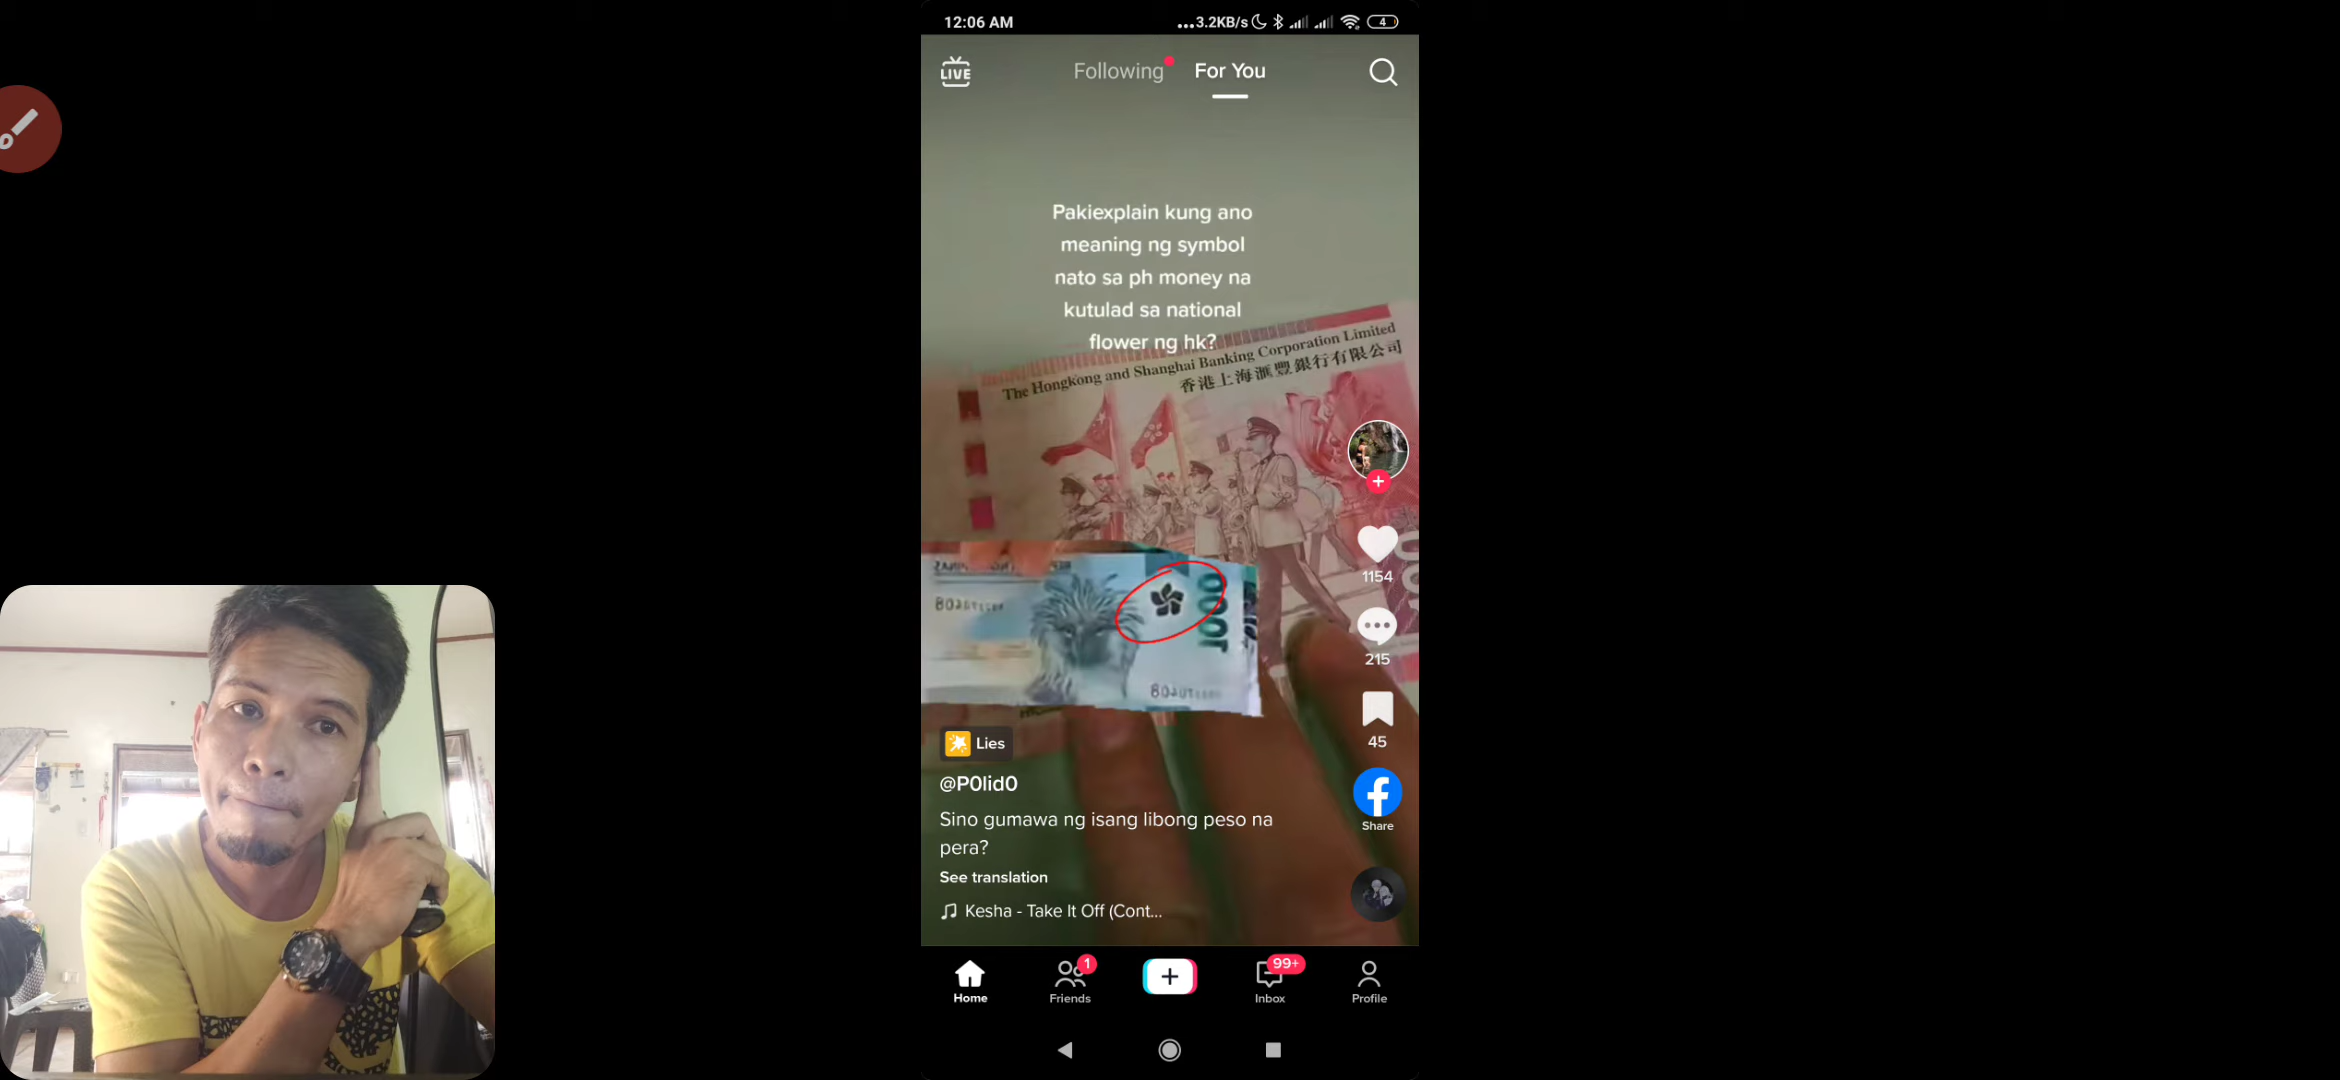 12:06 AM
...3.2KB/s
4
LIVE
Following
For You
Pakiexplain kung ano
meaning ng symbol
nato sa ph money na
kutulad sa national
flower ng hk?
The Hongkong and Shanghai Banking Corporation Limited
香港上海滙豐銀行有限公司
1000
1154
215
45
Share
Lies
@P0lid0
Sino gumawa ng isang libong peso na
pera?
See translation
Kesha - Take It Off (Cont...
Home
1
Friends
99+
Inbox
Profile